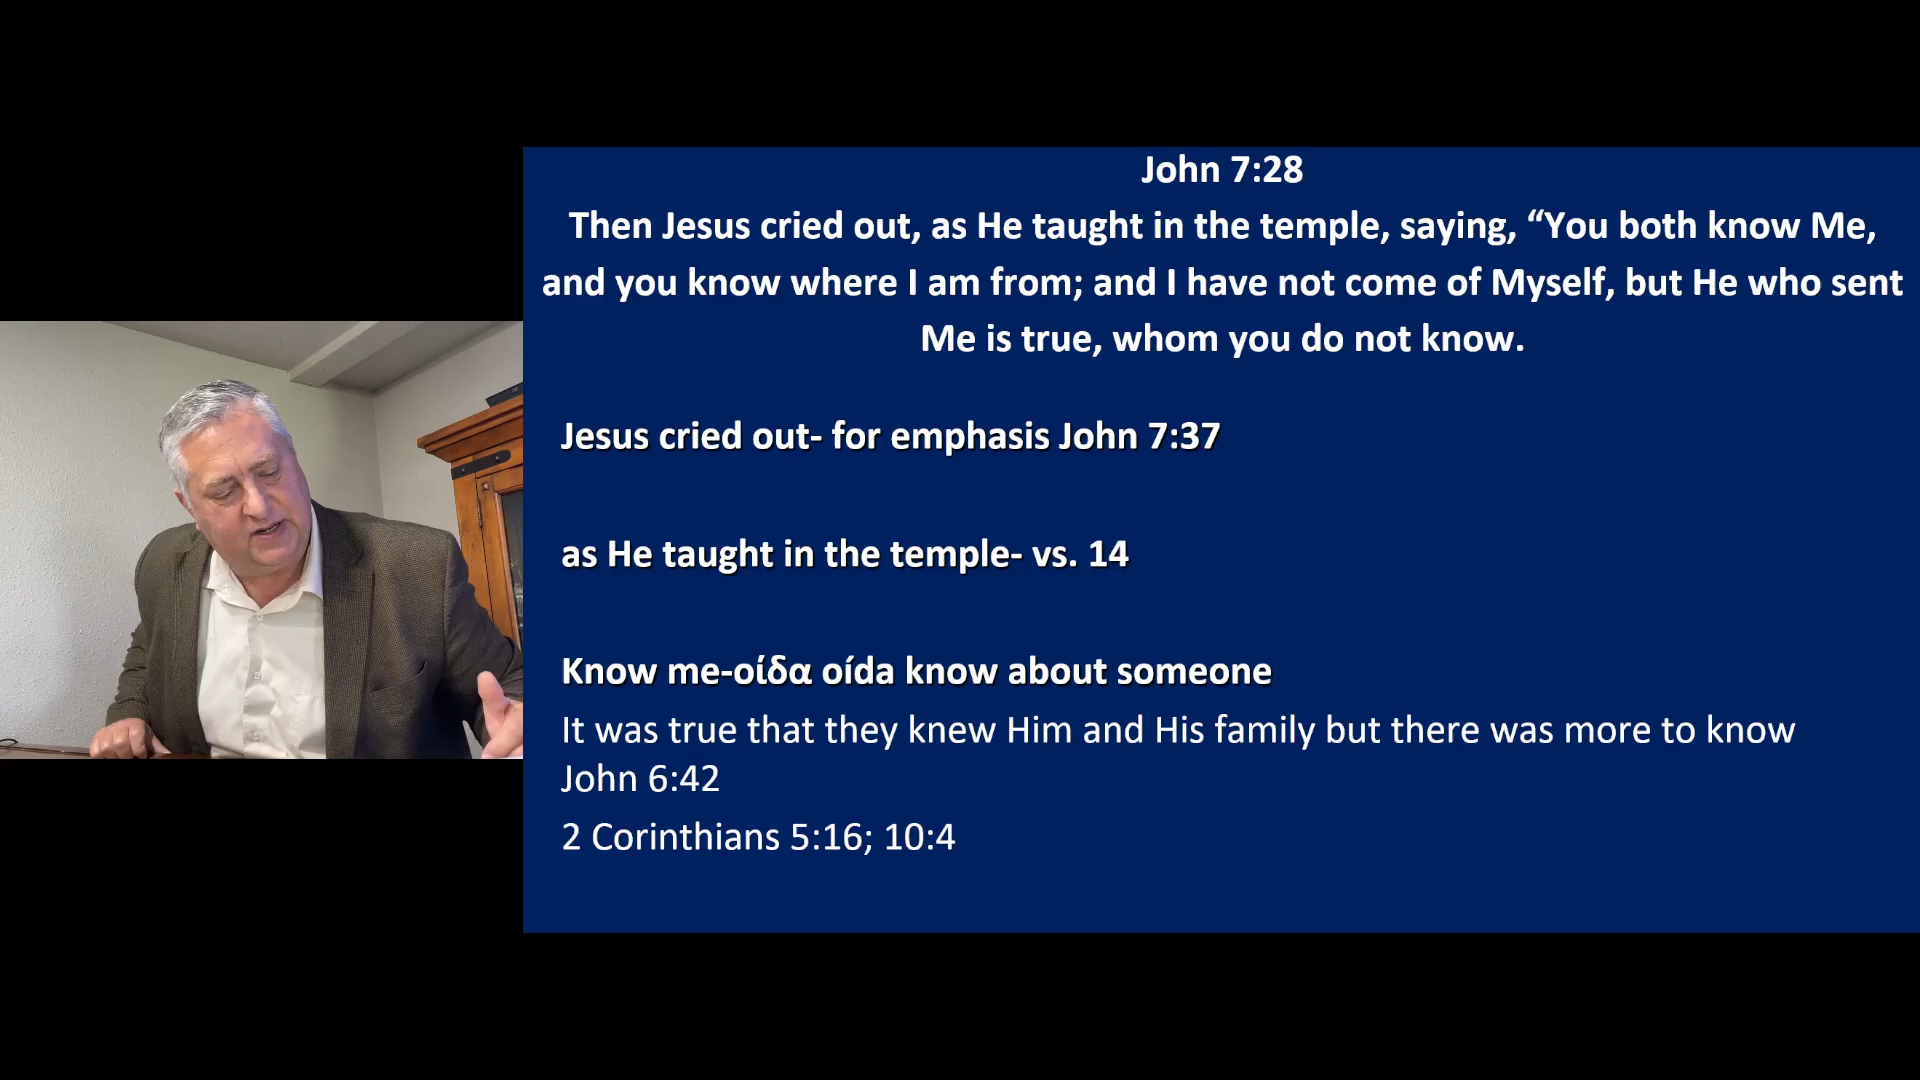 John 7:28
Then Jesus cried out, as He taught in the temple, saying, “You both know Me,
and you know where I am from; and I have not come of Myself, but He who sent
Me is true, whom you do not know.
Jesus cried out- for emphasis John 7:37
as He taught in the temple- vs. 14
Know me-οίδα oída know about someone
It was true that they knew Him and His family but there was more to know
John 6:42
2 Corinthians 5:16; 10:4